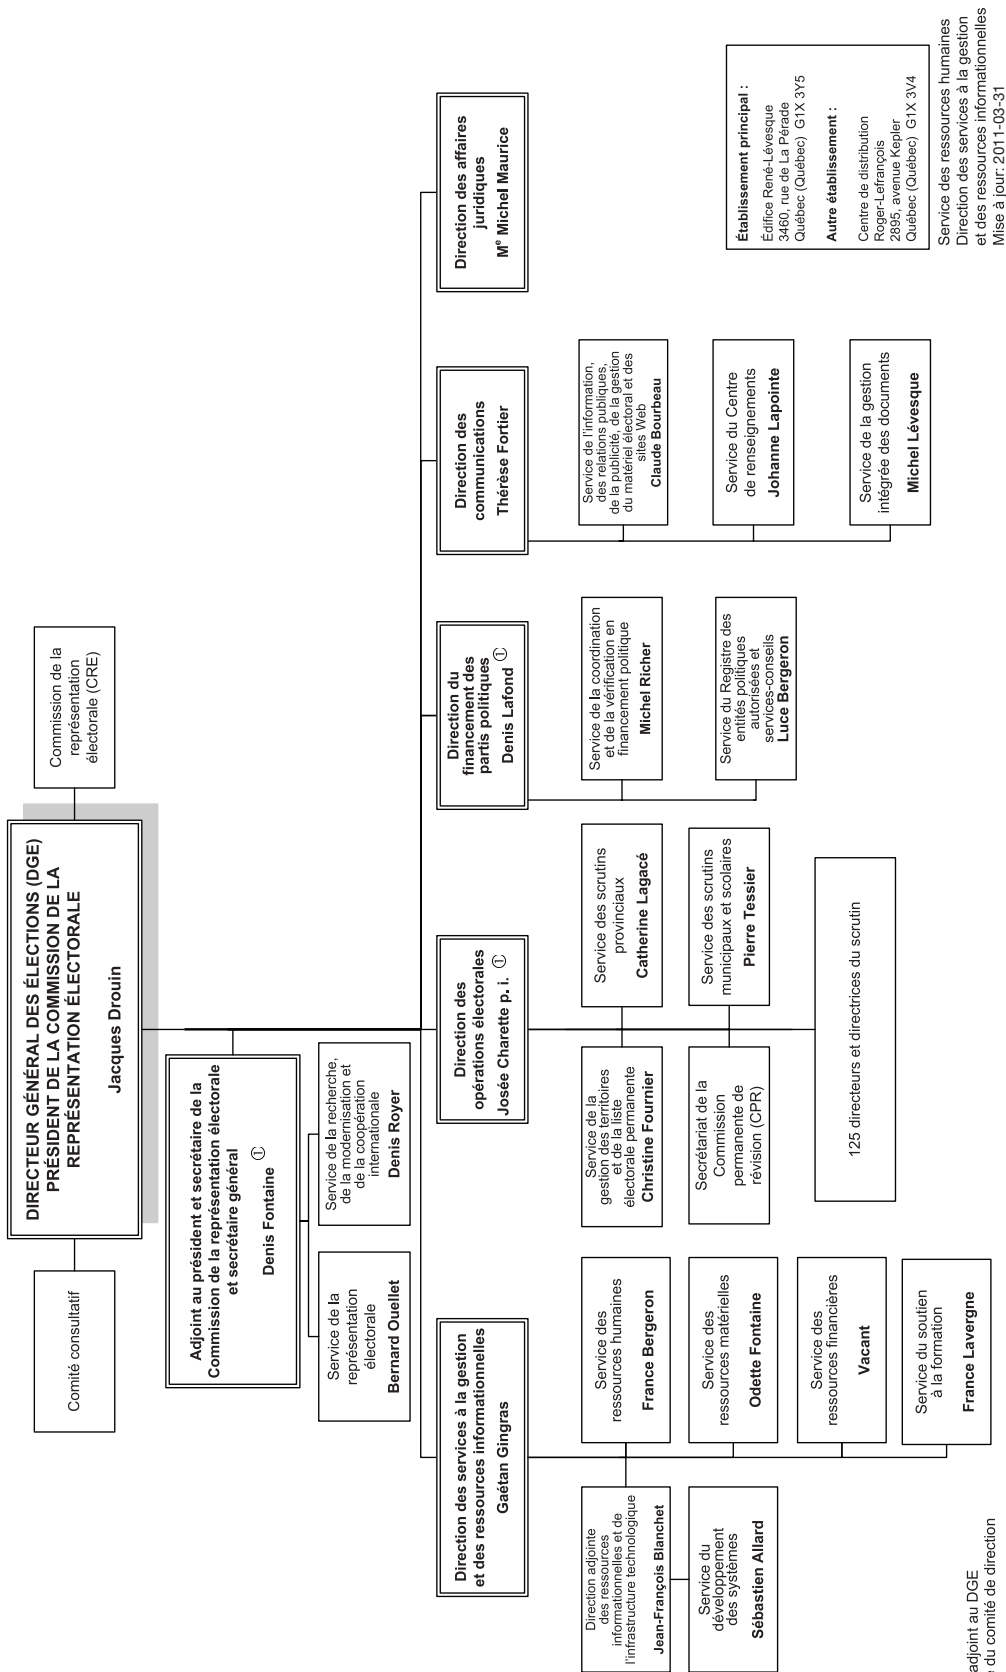 DIRECTEUR GÉNÉRAL DES ÉLECTIONS (DGE)
PRÉSIDENT DE LA COMMISSION DE LA
REPRÉSENTATION ÉLECTORALE
Jacques Drouin
Comité consultatif
Commission de la
représentation
électorale (CRE)
Adjoint au président et secrétaire de la
Commission de la représentation électorale
et secrétaire général
Denis Fontaine ①
Service de la
représentation
électorale
Bernard Ouellet
Service de la recherche,
de la modernisation et
de la coopération
internationale
Denis Royer
Direction des services à la gestion
et des ressources informationnelles
Gaétan Gingras
Direction adjointe
des ressources
informationnelles et de
l'infrastructure technologique
Jean-François Blanchet
Service du
développement
des systèmes
Sébastien Allard
Service des
ressources humaines
France Bergeron
Service des
ressources matérielles
Odette Fontaine
Service des
ressources financières
Vacant
Service du soutien
à la formation
France Lavergne
Direction des
opérations électorales
Josée Charette p. i. ①
Service de la
gestion des territoires
et de la liste
électorale permanente
Christine Fournier
Secrétariat de la
Commission
permanente de
révision (CPR)
Service des scrutins
provinciaux
Catherine Lagacé
Service des scrutins
municipaux et scolaires
Pierre Tessier
125 directeurs et directrices du scrutin
Direction du
financement des
partis politiques
Denis Lafond ①
Service de la coordination
et de la vérification en
financement politique
Michel Richer
Service du Registre des
entités politiques
autorisées et
services-conseils
Luce Bergeron
Direction des
communications
Thérèse Fortier
Service de l'information,
des relations publiques,
de la publicité, de la gestion
du matériel électoral et des
sites Web
Claude Bourbeau
Service du Centre
de renseignements
Johanne Lapointe
Service de la gestion
intégrée des documents
Michel Lévesque
Direction des affaires
juridiques
Me Michel Maurice
Établissement principal :
Édifice René-Lévesque
3460, rue de La Pérade
Québec (Québec) G1X 3Y5
Autre établissement :
Centre de distribution
Roger-Lefrançois
2895, avenue Kepler
Québec (Québec) G1X 3V4
Service des ressources humaines
Direction des services à la gestion
et des ressources informationnelles
Mise à jour: 2011-03-31
adjoint au DGE
du comité de direction